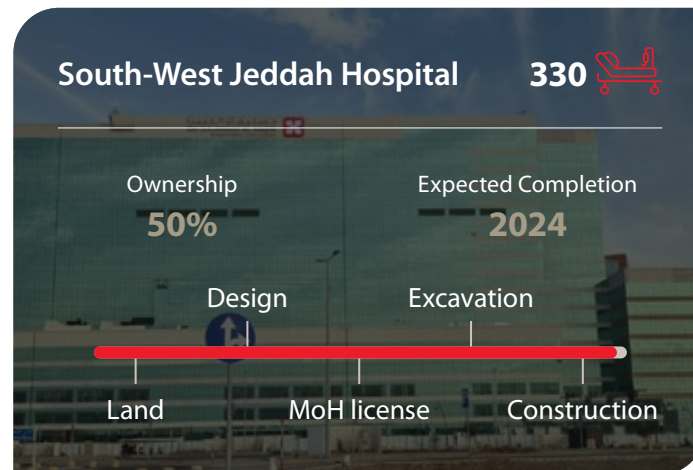 South-West Jeddah Hospital 330
Ownership Expected Completion
50% 2024
Design Excavation
Land MoH license Construction